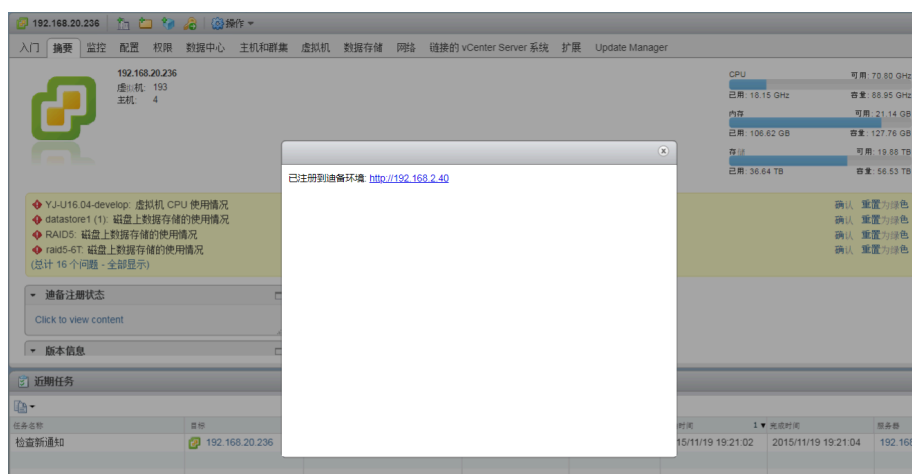 192.168.20.236 操作
入门 摘要 监控 配置 权限 数据中心 主机和群集 虚拟机 数据存储 网络 链接的 vCenter Server 系统 扩展 Update Manager
192.168.20.236
虚拟机: 193
主机: 4
CPU 可用: 70.80 GHz
已用: 18.15 GHz 容量: 88.95 GHz
内存 可用: 21.14 GB
已用: 106.62 GB 容量: 127.76 GB
存储 可用: 19.88 TB
已用: 36.64 TB 容量: 56.53 TB
已注册到迪备环境: http://192.168.2.40
YJ-U16.04-develop: 虚拟机 CPU 使用情况 确认 重置为绿色
datastore1 (1): 磁盘上数据存储的使用情况 确认 重置为绿色
RAID5: 磁盘上数据存储的使用情况 确认 重置为绿色
raid5-6T: 磁盘上数据存储的使用情况 确认 重置为绿色
(总计 16 个问题 - 全部显示)
迪备注册状态
Click to view content
版本信息
近期任务
任务名称 目标 时间 1 完成时间 服务器
检查新通知 192.168.20.236 15/11/19 19:21:02 2015/11/19 19:21:04 192.168